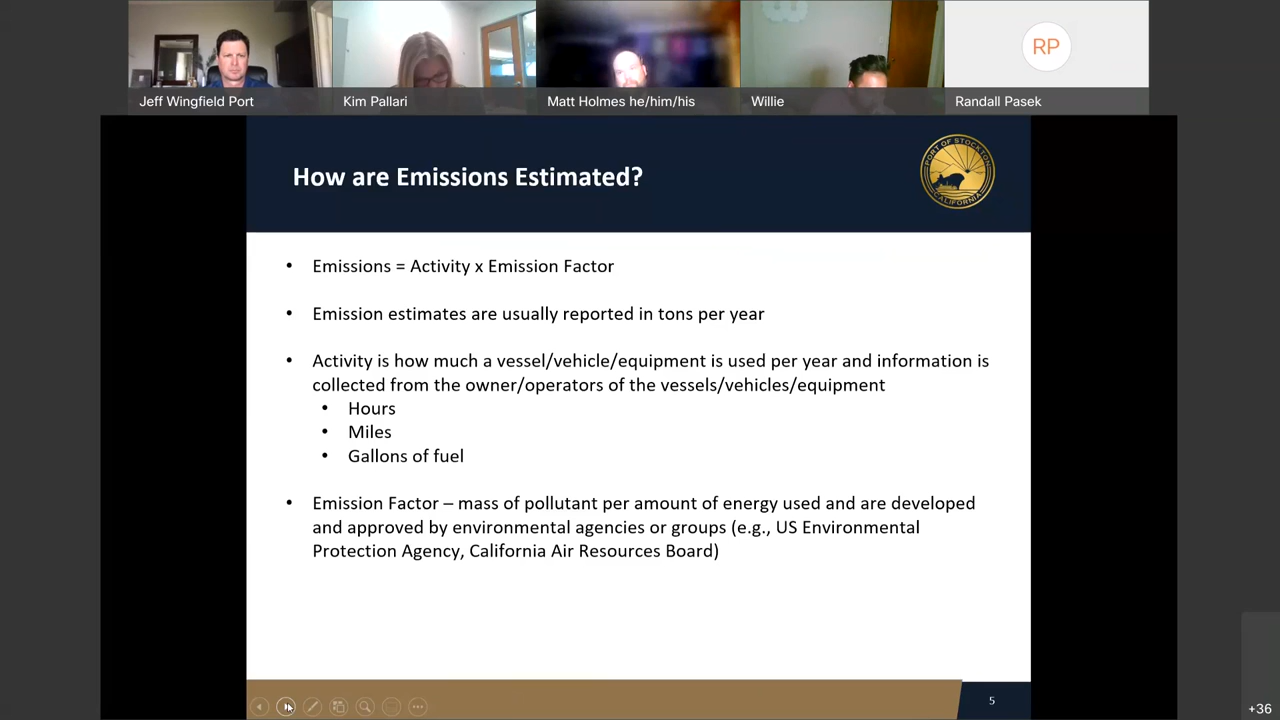 Jeff Wingfield Port
Kim Pallari
Matt Holmes he/him/his
Willie
RP
Randall Pasek
How are Emissions Estimated?
PORT OF STOCKTON
CALIFORNIA
• Emissions = Activity x Emission Factor
• Emission estimates are usually reported in tons per year
• Activity is how much a vessel/vehicle/equipment is used per year and information is
collected from the owner/operators of the vessels/vehicles/equipment
• Hours
• Miles
• Gallons of fuel
• Emission Factor – mass of pollutant per amount of energy used and are developed
and approved by environmental agencies or groups (e.g., US Environmental
Protection Agency, California Air Resources Board)
5
+36